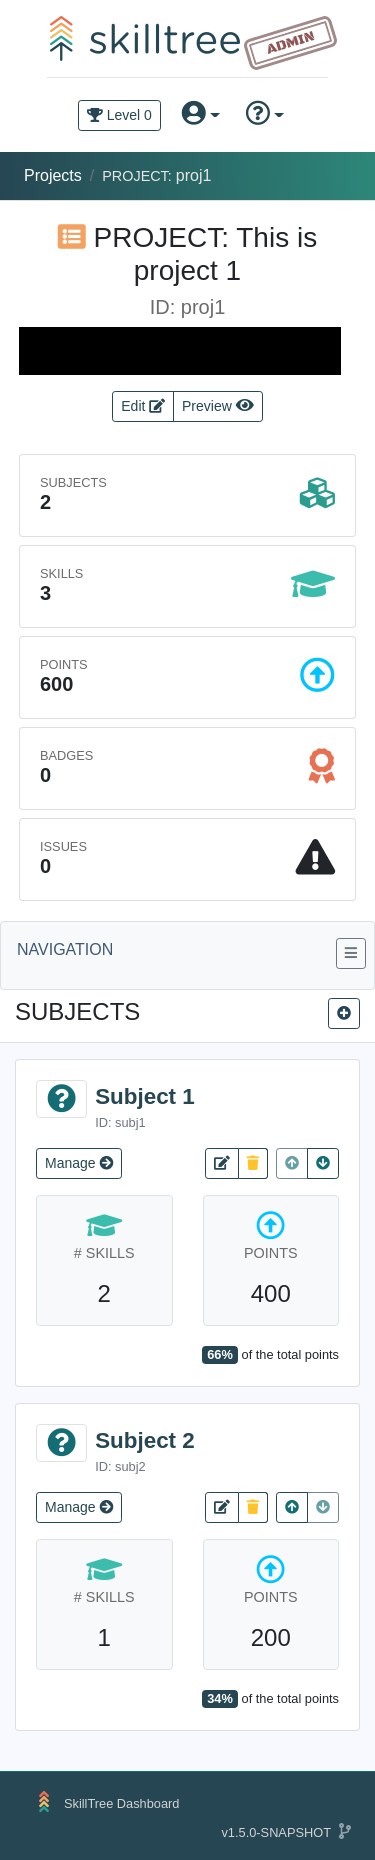 skilltree ADMIN
Level 0
Projects / PROJECT: proj1
PROJECT: This is
project 1
ID: proj1
Edit Preview
SUBJECTS
2
SKILLS
3
POINTS
600
BADGES
0
ISSUES
0
NAVIGATION
SUBJECTS
Subject 1
ID: subj1
Manage
# SKILLS
2
POINTS
400
66% of the total points
Subject 2
ID: subj2
Manage
# SKILLS
1
POINTS
200
34% of the total points
SkillTree Dashboard
v1.5.0-SNAPSHOT